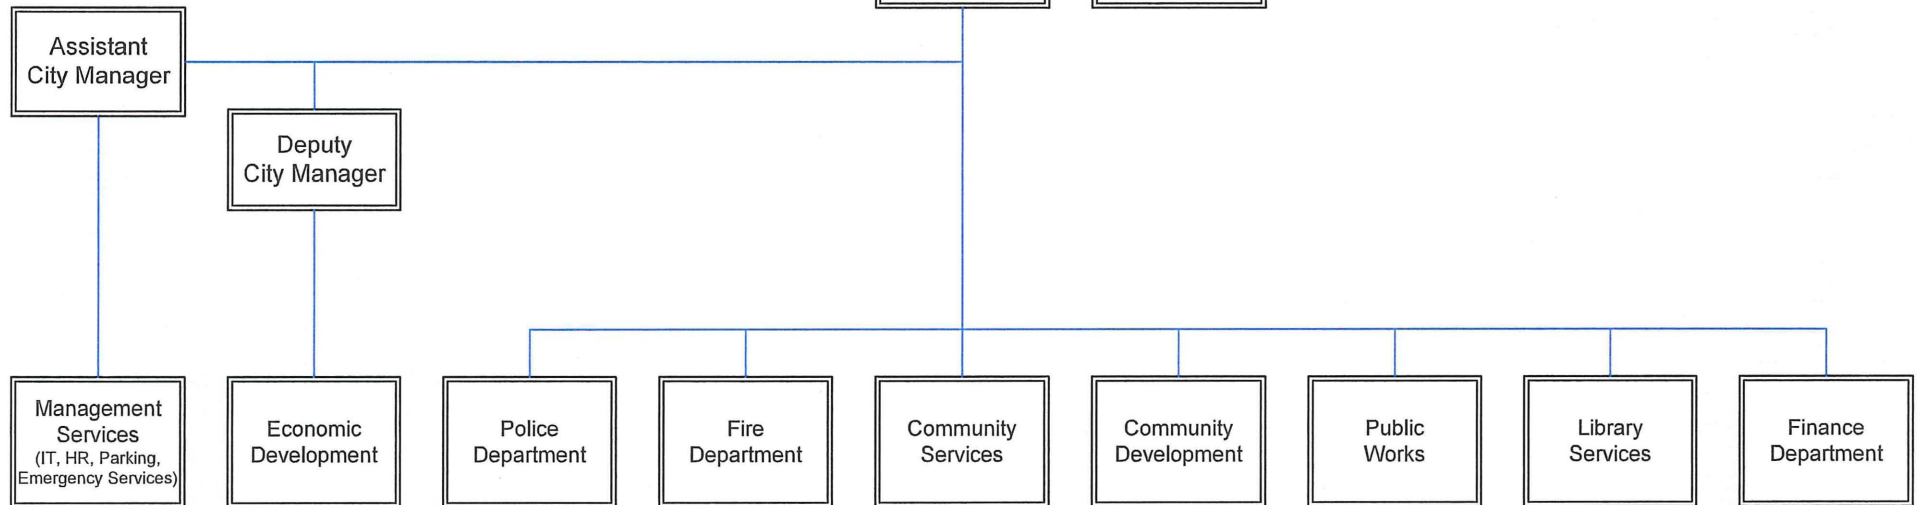 Assistant
City Manager
Deputy
City Manager
Management
Services
(IT, HR, Parking,
Emergency Services)
Economic
Development
Police
Department
Fire
Department
Community
Services
Community
Development
Public
Works
Library
Services
Finance
Department